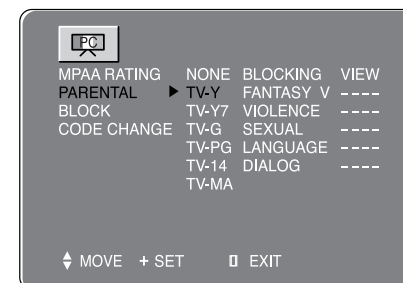 PC
MPAA RATING NONE BLOCKING VIEW
PARENTAL ▶ TV-Y FANTASY V ----
BLOCK TV-Y7 VIOLENCE ----
CODE CHANGE TV-G SEXUAL ----
TV-PG LANGUAGE ----
TV-14 DIALOG ----
TV-MA
MOVE + SET EXIT